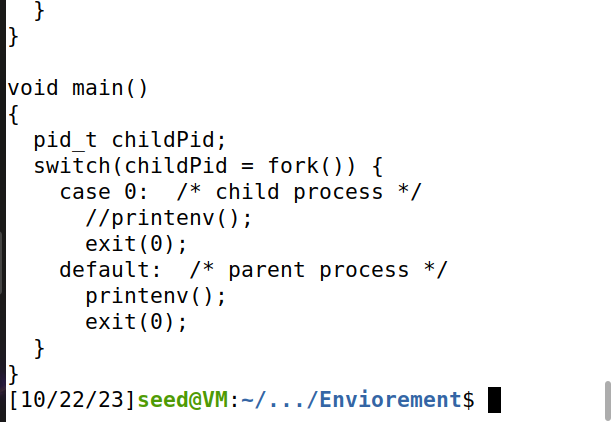 }
}

void main()
{
  pid_t childPid;
  switch(childPid = fork()) {
    case 0:  /* child process */
      //printenv();
      exit(0);
    default:  /* parent process */
      printenv();
      exit(0);
  }
}
[10/22/23]seed@VM:~/.../Enviorement$